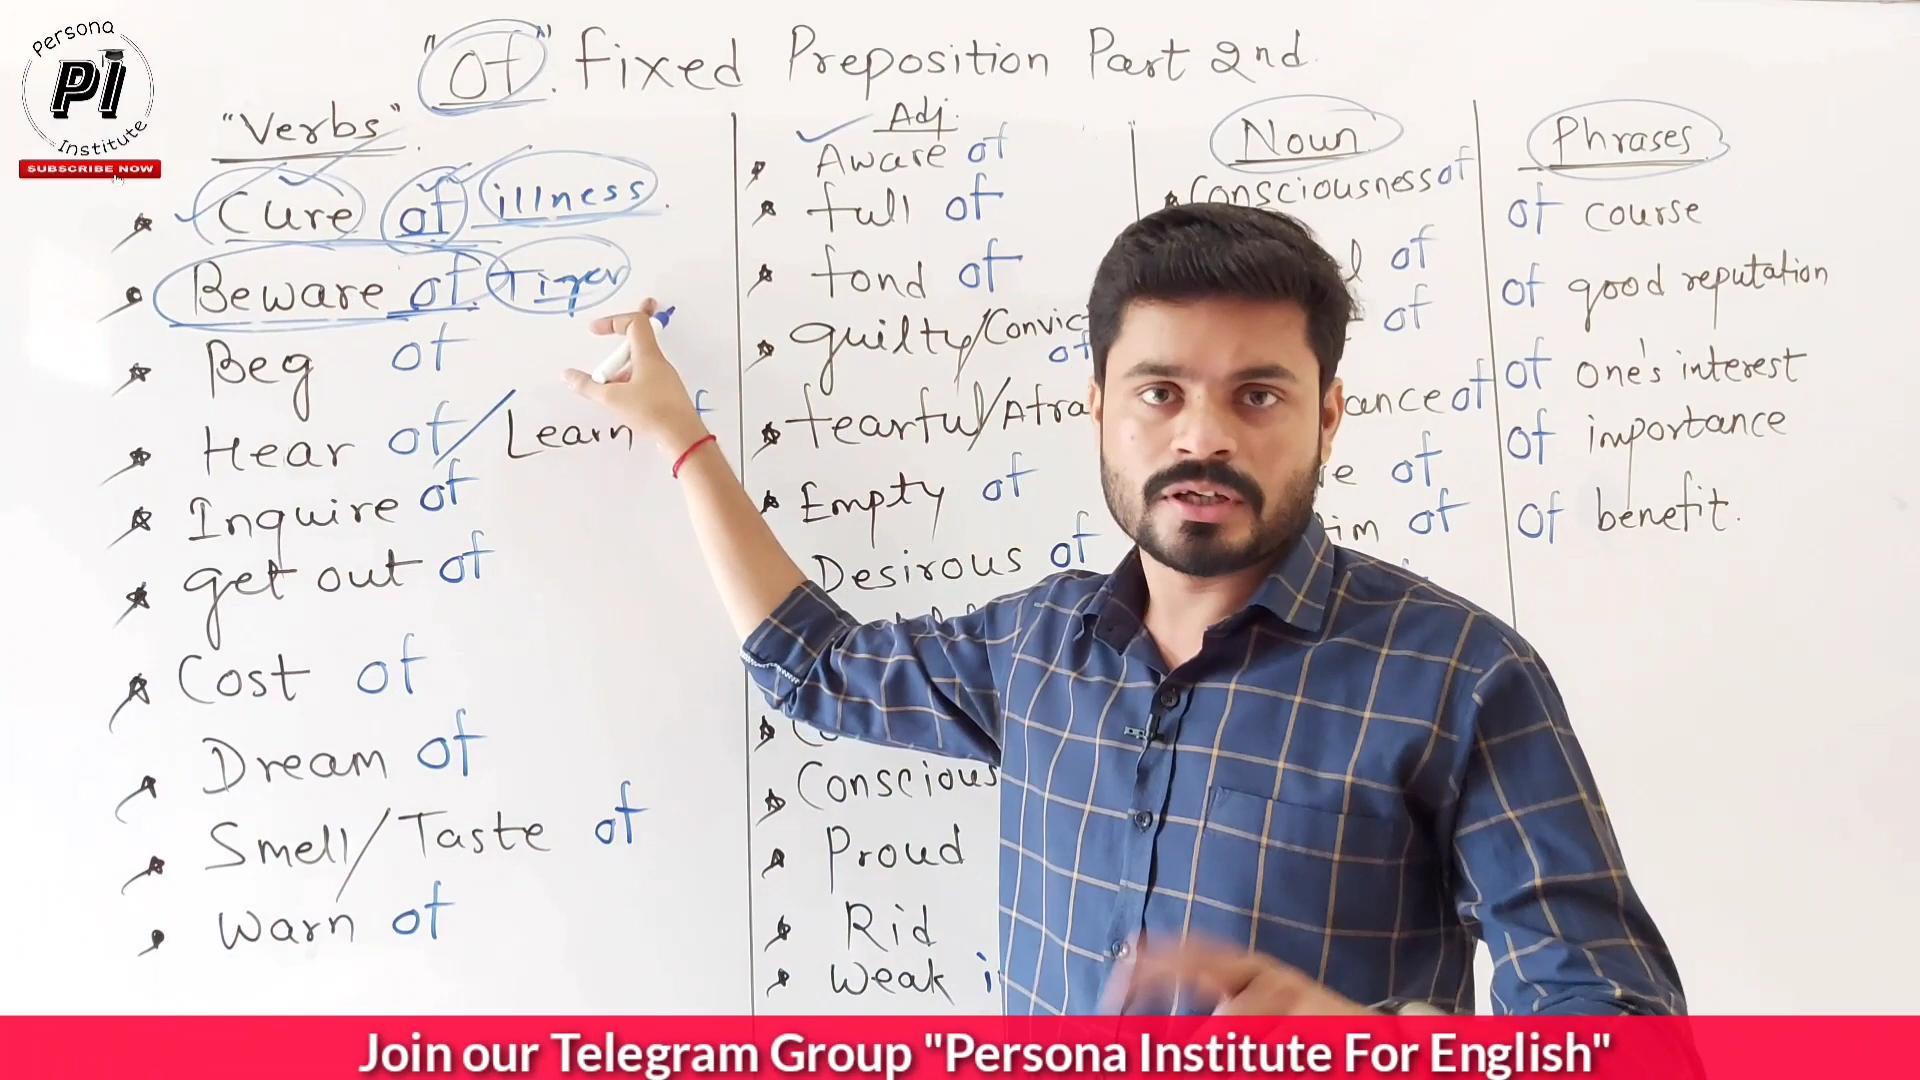 Persona
PI
Institute
SUBSCRIBE NOW
"Of". Fixed Preposition Part 2nd.
"Verbs".
Cure of illness.
Beware of Tiger
Beg of
Hear of/Learn
Inquire of
get out of
Cost of
Dream of
Smell/Taste of
Warn of
Adj.
Aware of
full of
fond of
guilty/Convic
of
fearful/Afra
Empty of
Desirous of
Conscious
Proud
Rid
Weak
Noun
Consciousness of
of
of
ance of
of
of
Phrases
of course
of good reputation
of one's interest
of importance
of benefit.
Join our Telegram Group "Persona Institute For English"